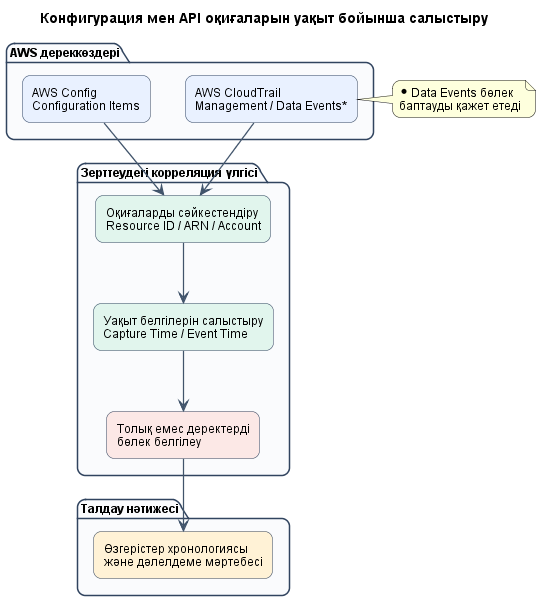 Конфигурация мен API оқиғаларын уақыт бойынша салыстыру
AWS дереккөздері
AWS Config
Configuration Items
AWS CloudTrail
Management / Data Events*
• Data Events бөлек
баптауды қажет етеді
Зерттеудегі корреляция үлгісі
Оқиғаларды сәйкестендіру
Resource ID / ARN / Account
Уақыт белгілерін салыстыру
Capture Time / Event Time
Толық емес деректерді
бөлек белгілеу
Талдау нәтижесі
Өзгерістер хронологиясы
және дәлелдеме мәртебесі